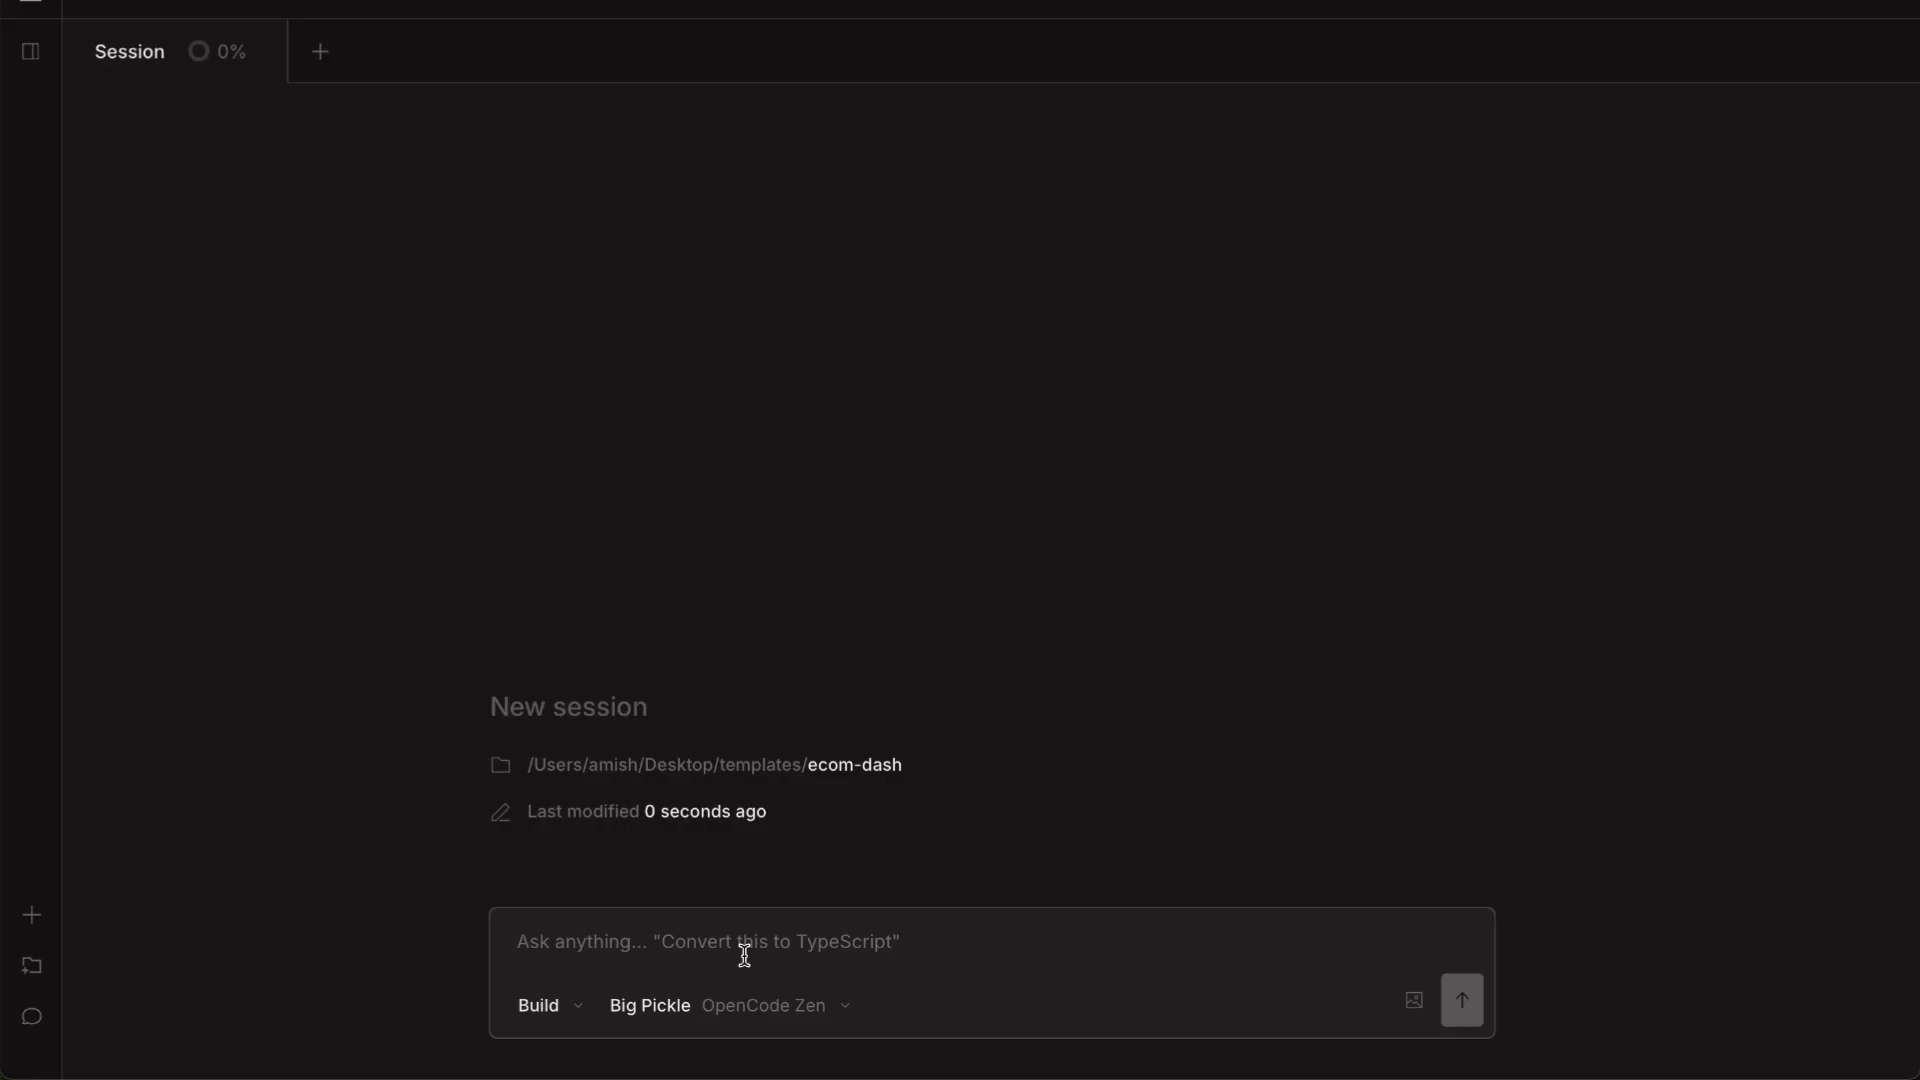 Session 0%
New session
/Users/amish/Desktop/templates/ecom-dash
Last modified 0 seconds ago
Ask anything... "Convert this to TypeScript"
Build Big Pickle OpenCode Zen